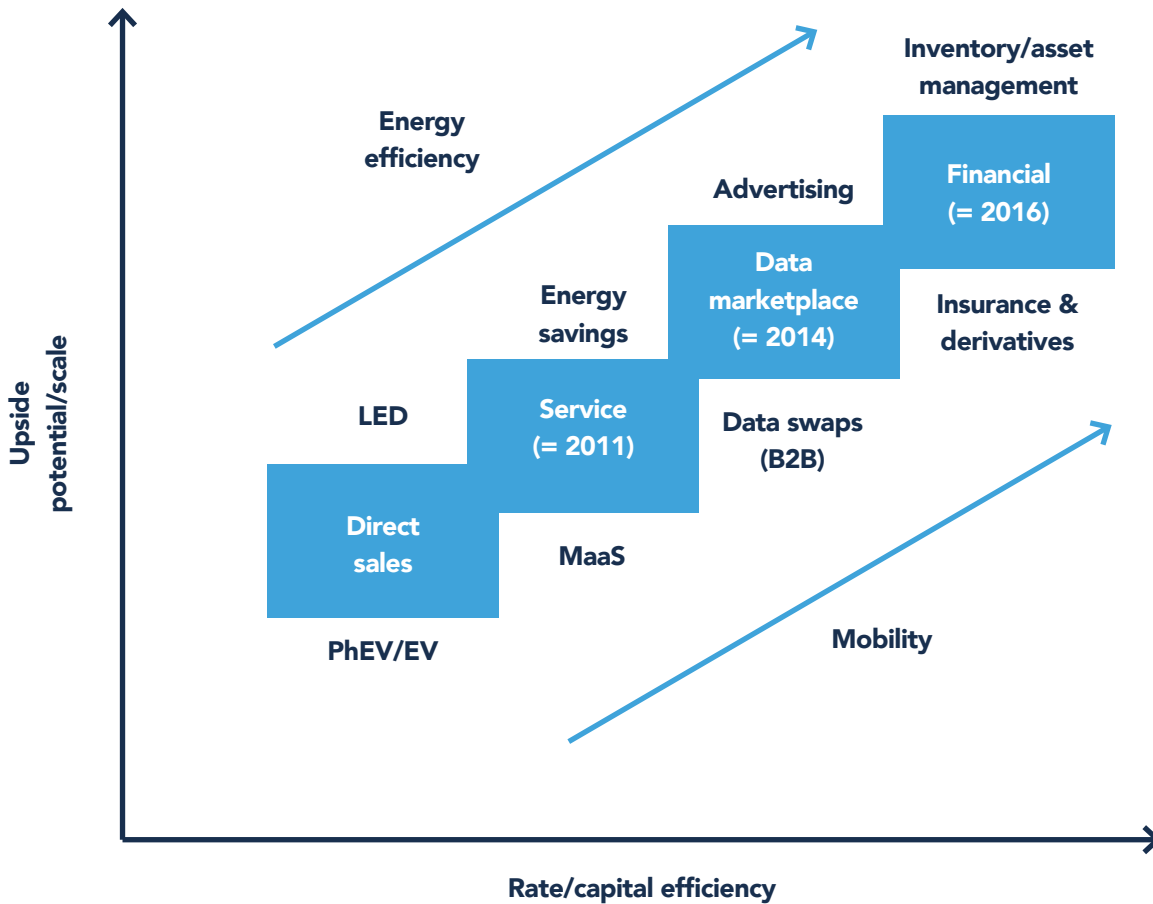 Inventory/asset
management
Energy
efficiency
Financial
(= 2016)
Advertising
Data
marketplace
(= 2014)
Energy
savings
Insurance &
derivatives
LED
Service
(= 2011)
Data swaps
(B2B)
Upside
potential/scale
Direct
sales
MaaS
PhEV/EV
Mobility
Rate/capital efficiency